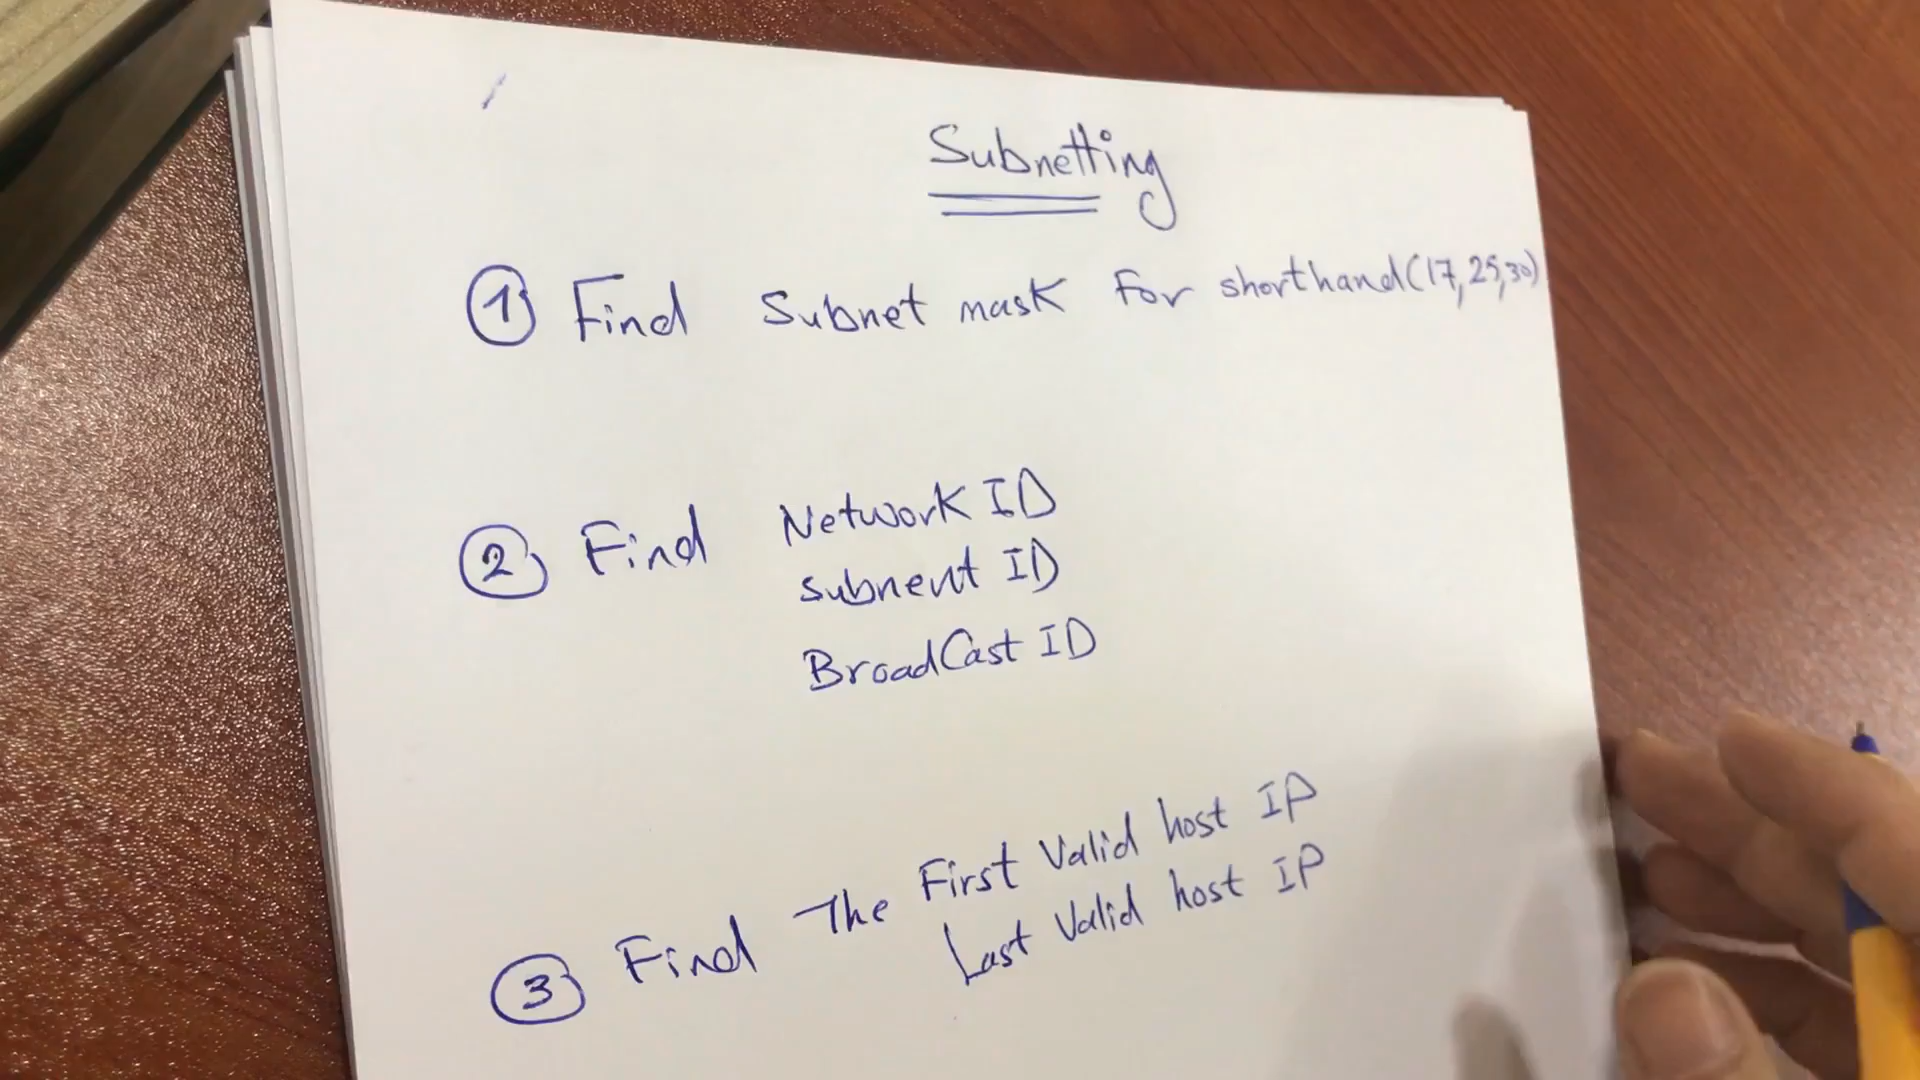 Subnetting
1 Find Subnet mask For shorthand(17,25,30)
2 Find Network ID
subnent ID
BroadCast ID
3 Find The First Valid host IP
Last Valid host IP